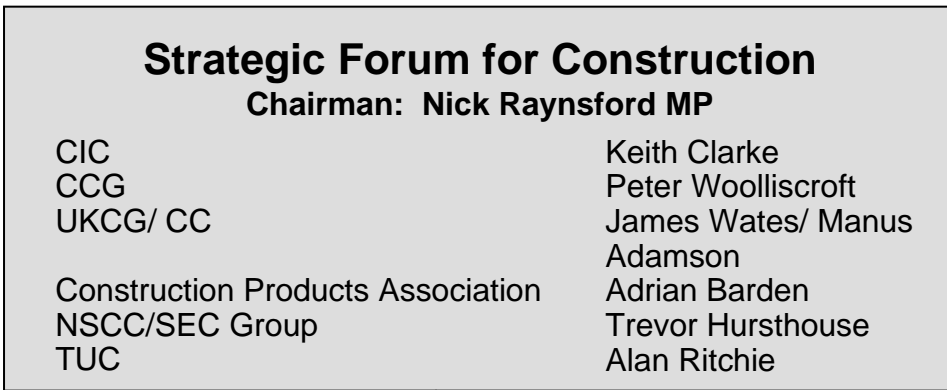 Strategic Forum for Construction
Chairman: Nick Raynsford MP
CIC Keith Clarke
CCG Peter Woolliscroft
UKCG/ CC James Wates/ Manus
Adamson
Construction Products Association Adrian Barden
NSCC/SEC Group Trevor Hursthouse
TUC Alan Ritchie